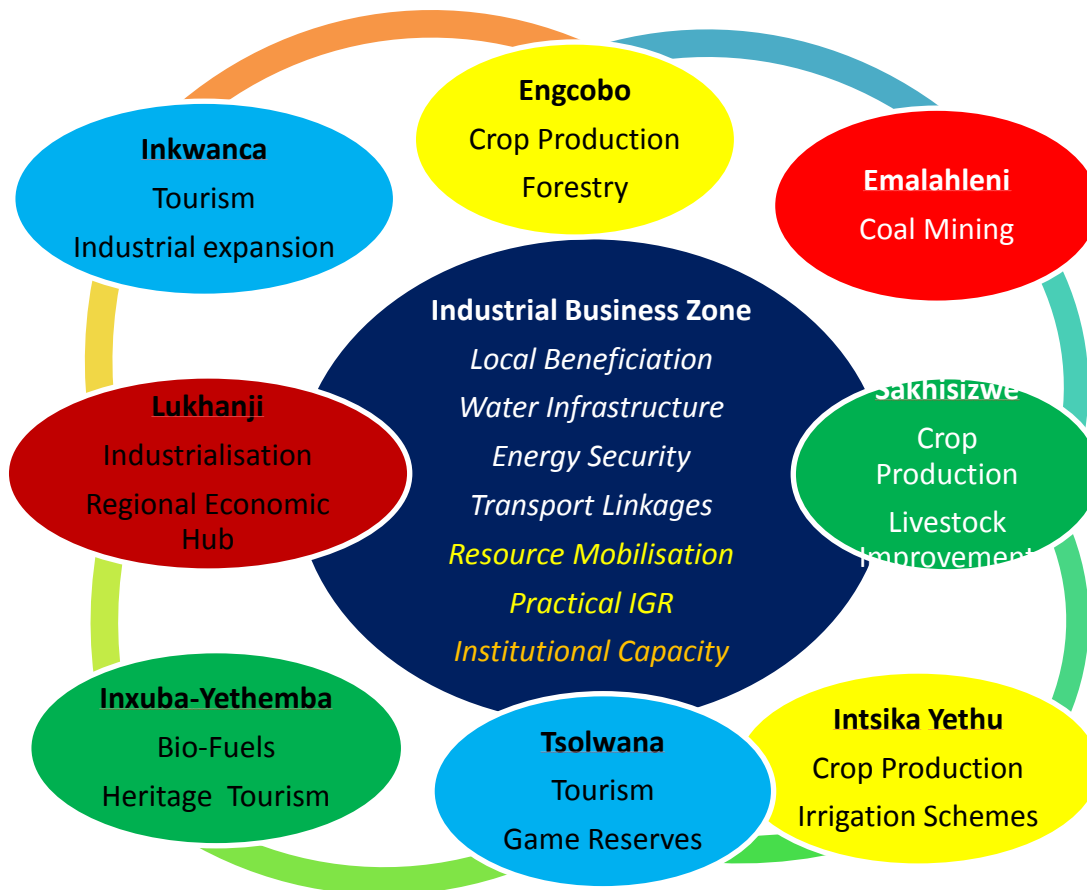 Engcobo
Crop Production
Forestry
Inkwanca
Tourism
Industrial expansion
Emalahleni
Coal Mining
Industrial Business Zone
Local Beneficiation
Water Infrastructure
Energy Security
Transport Linkages
Resource Mobilisation
Practical IGR
Institutional Capacity
Lukhanji
Industrialisation
Regional Economic
Hub
Sakhisizwe
Crop
Production
Livestock
Improvement
Inxuba-Yethemba
Bio-Fuels
Heritage Tourism
Tsolwana
Tourism
Game Reserves
Intsika Yethu
Crop Production
Irrigation Schemes